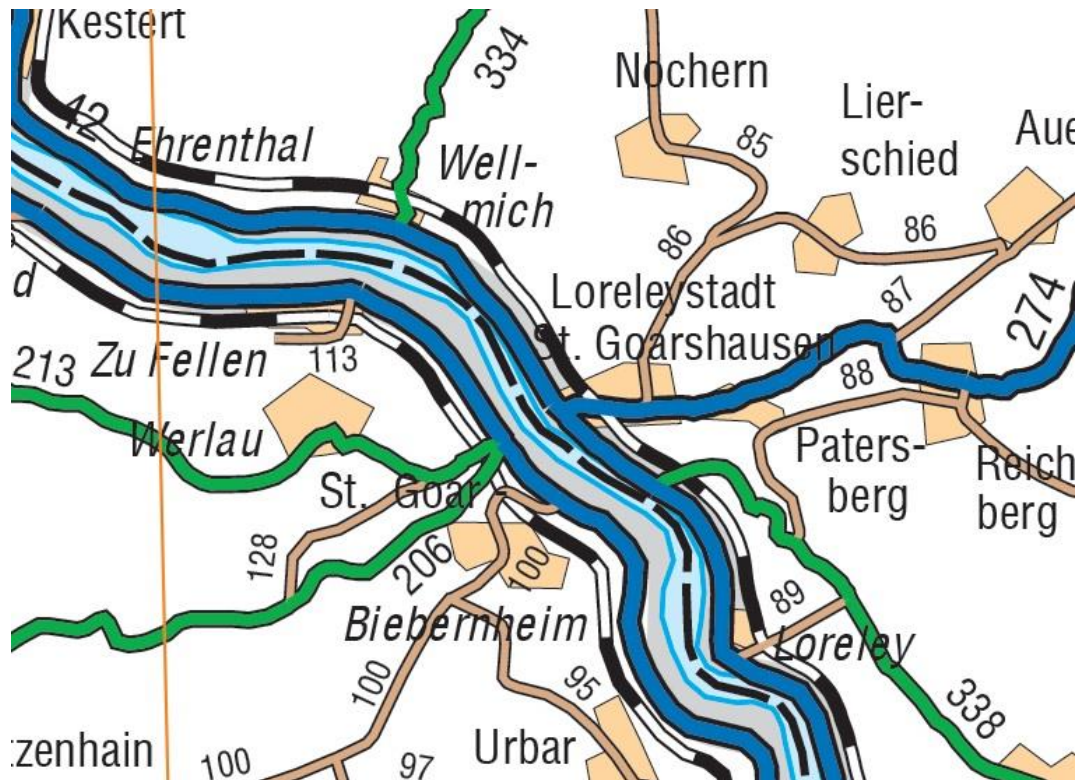 Kestert
334
Nochern
42
Lier-
schied
Aue
Ehrenthal
85
Well-
mich
86
86
d
Loreleystadt
St. Goarshausen
87
274
213
Zu Fellen
113
88
Werlau
Paters-
berg
Reich
berg
St. Goar
128
206
100
89
Biebernheim
Loreley
100
95
338
tzenhain
100
97
Urbar